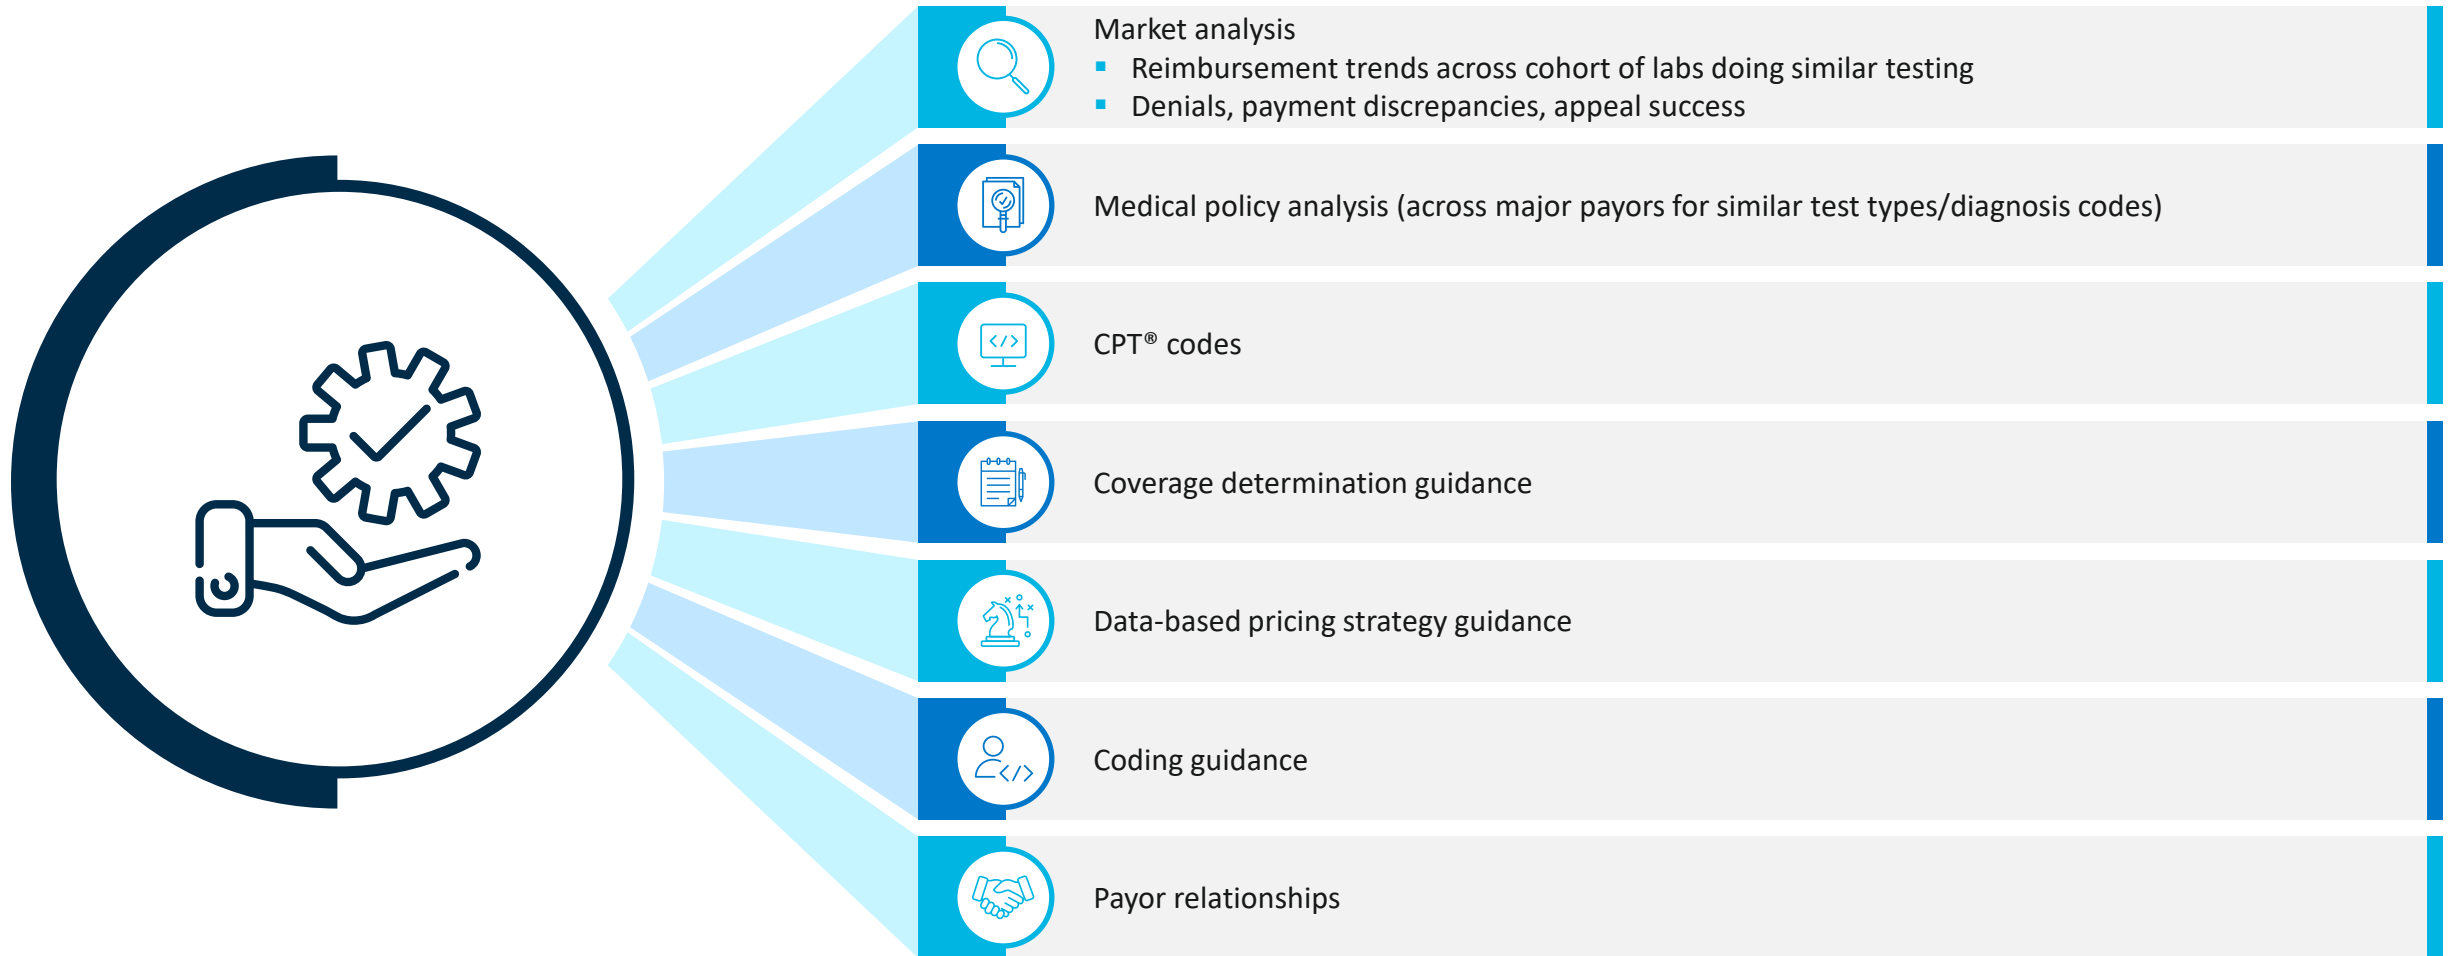 Market analysis
▪ Reimbursement trends across cohort of labs doing similar testing
▪ Denials, payment discrepancies, appeal success
Medical policy analysis (across major payors for similar test types/diagnosis codes)
CPT® codes
Coverage determination guidance
Data-based pricing strategy guidance
Coding guidance
Payor relationships